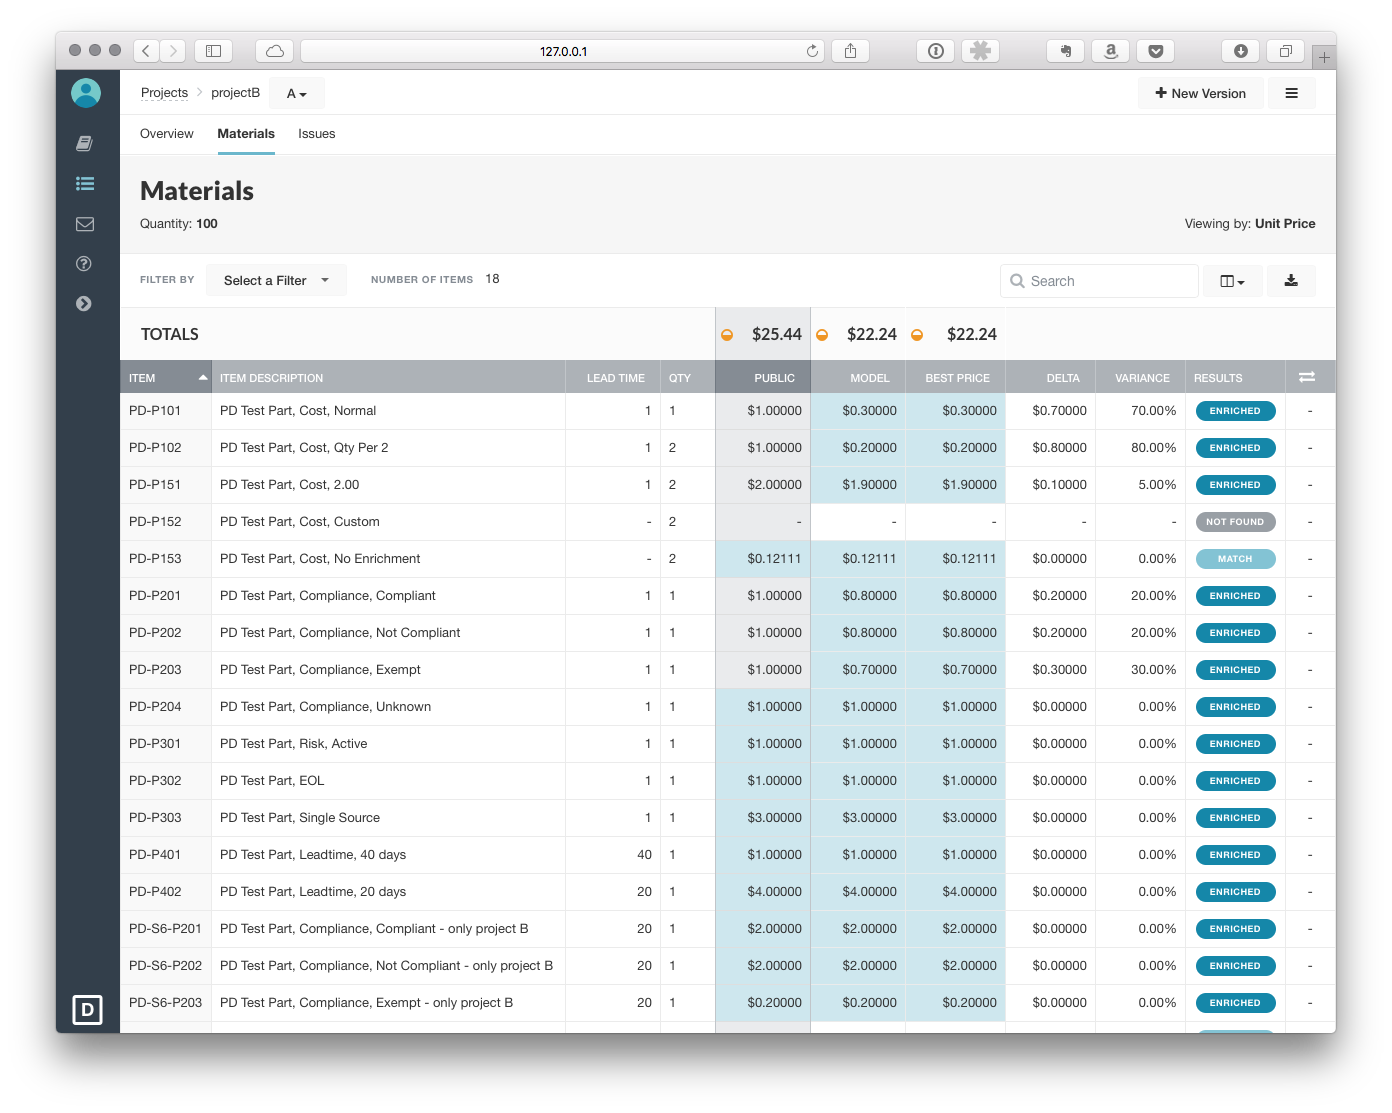 127.0.0.1
Projects projectB A
New Version
Overview Materials Issues
Materials
Quantity: 100
Viewing by: Unit Price
FILTER BY Select a Filter NUMBER OF ITEMS 18 Search
TOTALS $25.44 $22.24 $22.24
ITEM ITEM DESCRIPTION LEAD TIME QTY PUBLIC MODEL BEST PRICE DELTA VARIANCE RESULTS
PD-P101 PD Test Part, Cost, Normal 1 1 $1.00000 $0.30000 $0.30000 $0.70000 70.00% ENRICHED -
PD-P102 PD Test Part, Cost, Qty Per 2 1 2 $1.00000 $0.20000 $0.20000 $0.80000 80.00% ENRICHED -
PD-P151 PD Test Part, Cost, 2.00 1 2 $2.00000 $1.90000 $1.90000 $0.10000 5.00% ENRICHED -
PD-P152 PD Test Part, Cost, Custom - 2 - - - - - NOT FOUND -
PD-P153 PD Test Part, Cost, No Enrichment - 2 $0.12111 $0.12111 $0.12111 $0.00000 0.00% MATCH -
PD-P201 PD Test Part, Compliance, Compliant 1 1 $1.00000 $0.80000 $0.80000 $0.20000 20.00% ENRICHED -
PD-P202 PD Test Part, Compliance, Not Compliant 1 1 $1.00000 $0.80000 $0.80000 $0.20000 20.00% ENRICHED -
PD-P203 PD Test Part, Compliance, Exempt 1 1 $1.00000 $0.70000 $0.70000 $0.30000 30.00% ENRICHED -
PD-P204 PD Test Part, Compliance, Unknown 1 1 $1.00000 $1.00000 $1.00000 $0.00000 0.00% ENRICHED -
PD-P301 PD Test Part, Risk, Active 1 1 $1.00000 $1.00000 $1.00000 $0.00000 0.00% ENRICHED -
PD-P302 PD Test Part, EOL 1 1 $1.00000 $1.00000 $1.00000 $0.00000 0.00% ENRICHED -
PD-P303 PD Test Part, Single Source 1 1 $3.00000 $3.00000 $3.00000 $0.00000 0.00% ENRICHED -
PD-P401 PD Test Part, Leadtime, 40 days 40 1 $1.00000 $1.00000 $1.00000 $0.00000 0.00% ENRICHED -
PD-P402 PD Test Part, Leadtime, 20 days 20 1 $4.00000 $4.00000 $4.00000 $0.00000 0.00% ENRICHED -
PD-S6-P201 PD Test Part, Compliance, Compliant - only project B 20 1 $2.00000 $2.00000 $2.00000 $0.00000 0.00% ENRICHED -
PD-S6-P202 PD Test Part, Compliance, Not Compliant - only project B 20 1 $2.00000 $2.00000 $2.00000 $0.00000 0.00% ENRICHED -
PD-S6-P203 PD Test Part, Compliance, Exempt - only project B 20 1 $0.20000 $0.20000 $0.20000 $0.00000 0.00% ENRICHED -
D